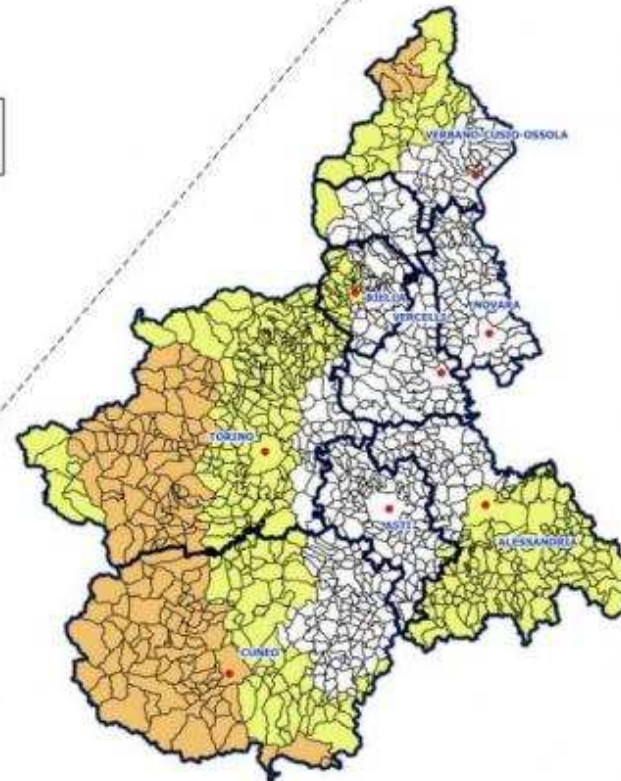 VERBANO-CUSIO-OSSOLA
BIELLA
NOVARA
VERCELLI
TORINO
ASTI
ALESSANDRIA
CUNEO